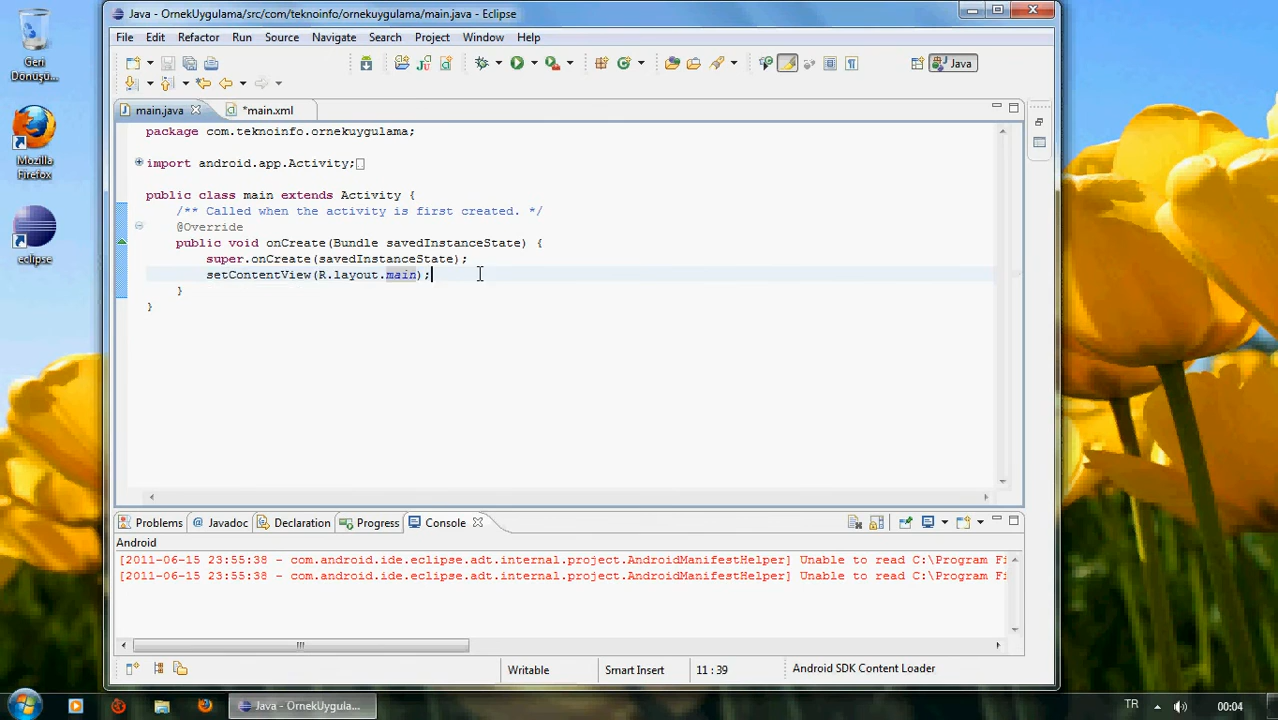 Java - OrnekUygulama/src/com/teknoinfo/ornekuygulama/main.java - Eclipse
File Edit Refactor Run Source Navigate Search Project Window Help
Java
main.java *main.xml
package com.teknoinfo.ornekuygulama;
import android.app.Activity;
public class main extends Activity {
/** Called when the activity is first created. */
@Override
public void onCreate(Bundle savedInstanceState) {
super.onCreate(savedInstanceState);
setContentView(R.layout.main);
}
}
Problems @ Javadoc Declaration Progress Console
Android
[2011-06-15 23:55:38 - com.android.ide.eclipse.adt.internal.project.AndroidManifestHelper] Unable to read C:\Program Fi
[2011-06-15 23:55:38 - com.android.ide.eclipse.adt.internal.project.AndroidManifestHelper] Unable to read C:\Program Fi
Writable Smart Insert 11 : 39 Android SDK Content Loader
Geri
Dönüşü...
Mozilla
Firefox
eclipse
Java - OrnekUygula... TR 00:04